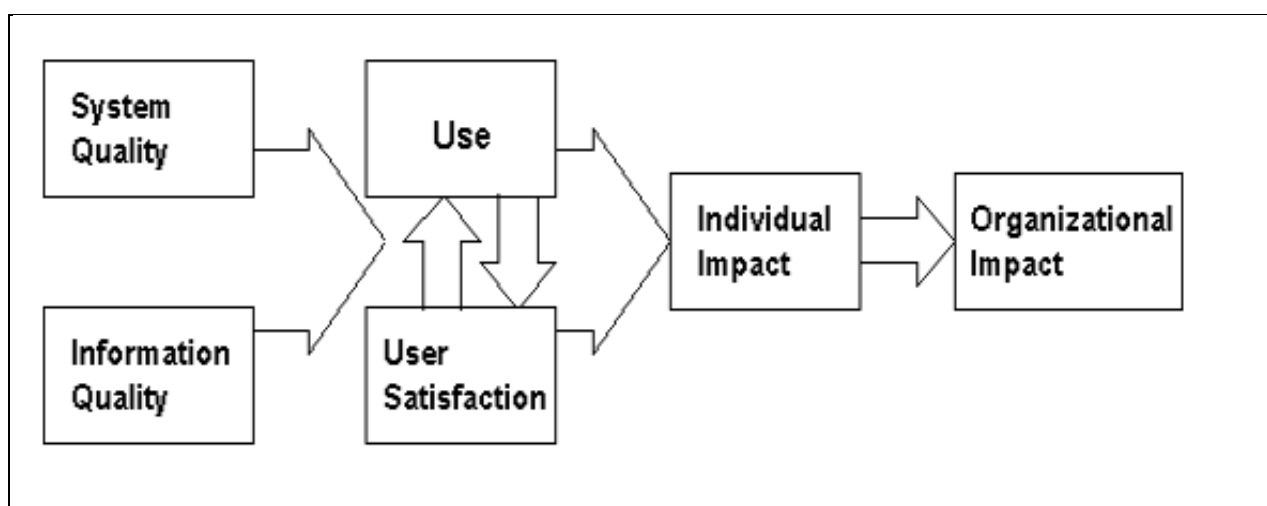 System
Quality
Use
Information
Quality
User
Satisfaction
Individual
Impact
Organizational
Impact